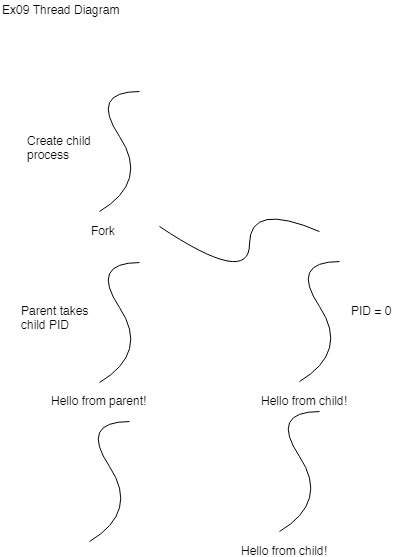 Ex09 Thread Diagram
Create child
process
Fork
Parent takes
child PID
PID = 0
Hello from parent!
Hello from child!
Hello from child!